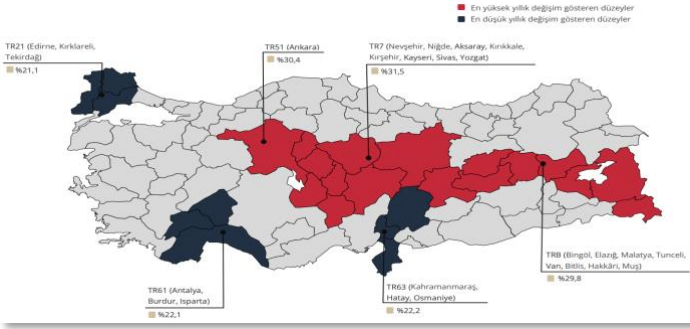 En yüksek yıllık değişim gösteren düzeyler
En düşük yıllık değişim gösteren düzeyler
TR21 (Edirne, Kırklareli,
Tekirdağ)
%21,1
TR51 (Ankara)
%30,4
TR7 (Nevşehir, Niğde, Aksaray, Kırıkkale,
Kırşehir, Kayseri, Sivas, Yozgat)
%31,5
TRB (Bingöl, Elazığ, Malatya, Tunceli,
Van, Bitlis, Hakkâri, Muş)
%29,8
TR63 (Kahramanmaraş,
Hatay, Osmaniye)
%22,2
TR61 (Antalya,
Burdur, Isparta)
%22,1